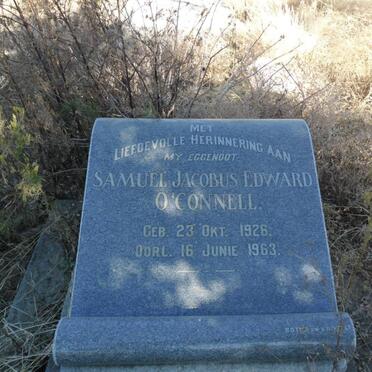 MET
LIEFDEVOLLE HERINNERING AAN
MY EGGENOOT
SAMUEL JACOBUS EDWARD
O'CONNELL.
GEB. 23 OKT. 1926.
OORL. 16 JUNIE 1963.